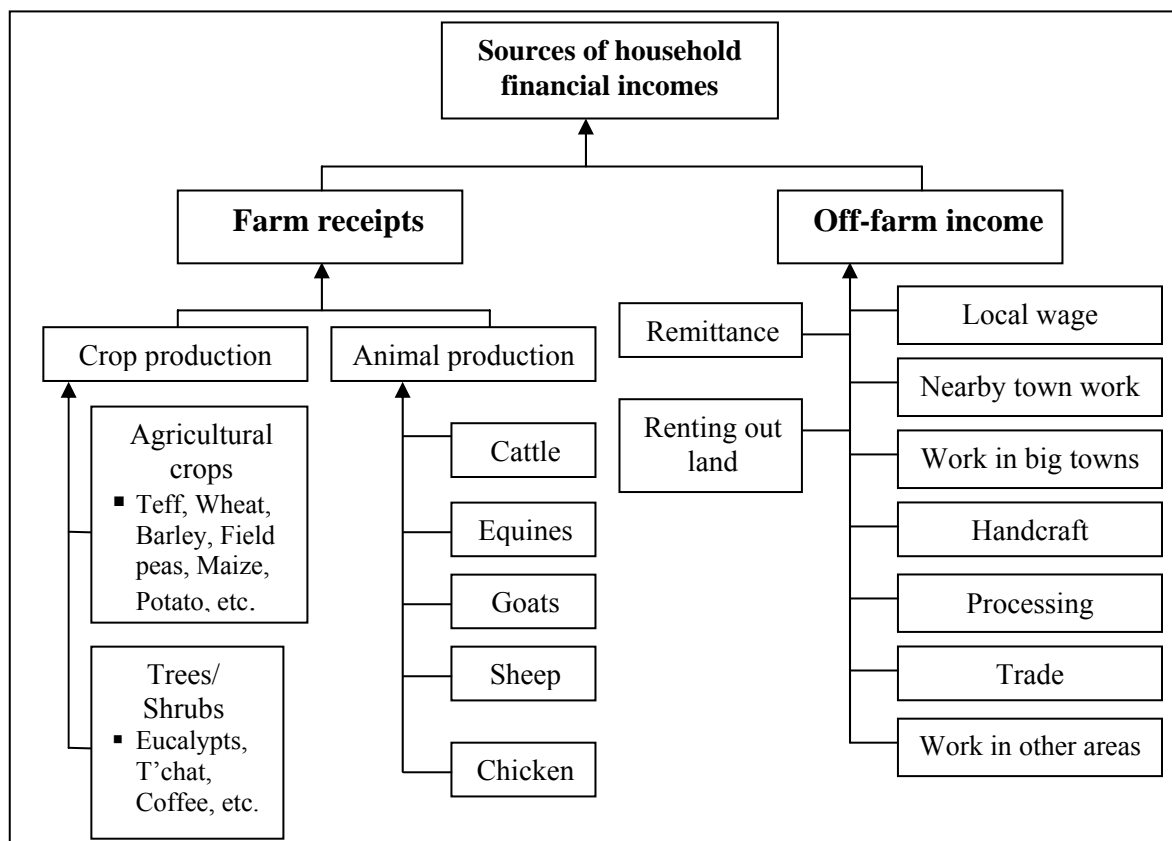 Sources of household
financial incomes
Farm receipts
Off-farm income
Crop production
Animal production
Agricultural
crops
▪ Teff, Wheat,
Barley, Field
peas, Maize,
Potato, etc.
Trees/
Shrubs
▪ Eucalypts,
T’chat,
Coffee, etc.
Cattle
Equines
Goats
Sheep
Chicken
Remittance
Renting out
land
Local wage
Nearby town work
Work in big towns
Handcraft
Processing
Trade
Work in other areas